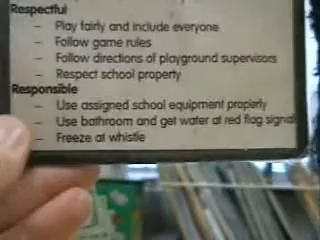 Respectful
- Play fairly and include everyone
- Follow game rules
- Follow directions of playground supervisors
- Respect school property
Responsible
- Use assigned school equipment properly
- Use bathroom and get water at red flag signal
- Freeze at whistle